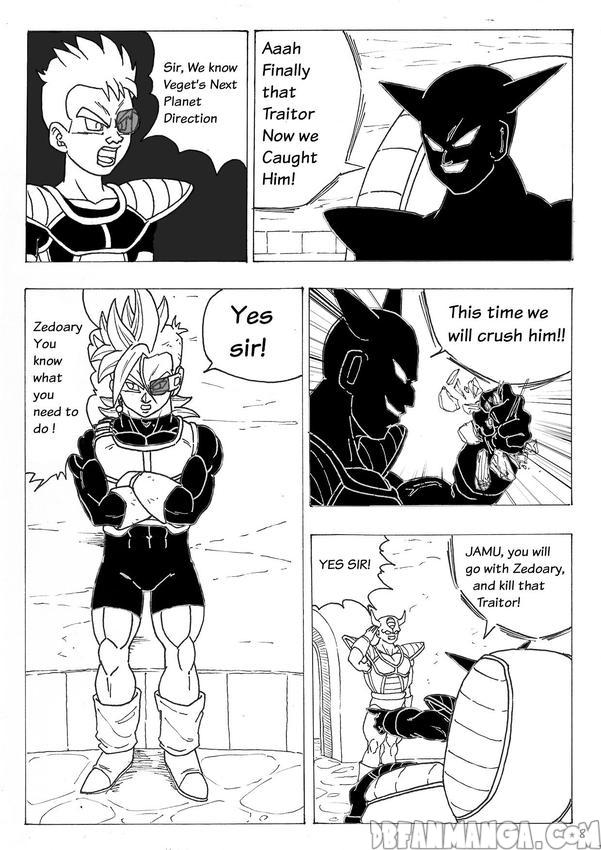 Sir, We know
Veget's Next
Planet
Direction
Aaah
Finally
that
Traitor
Now we
Caught
Him!
Zedoary
You
know
what
you
need to
do !
Yes
sir!
This time we
will crush him!!
YES SIR!
JAMU, you will
go with Zedoary,
and kill that
Traitor!
★ 8
DBFANMANGA.COM